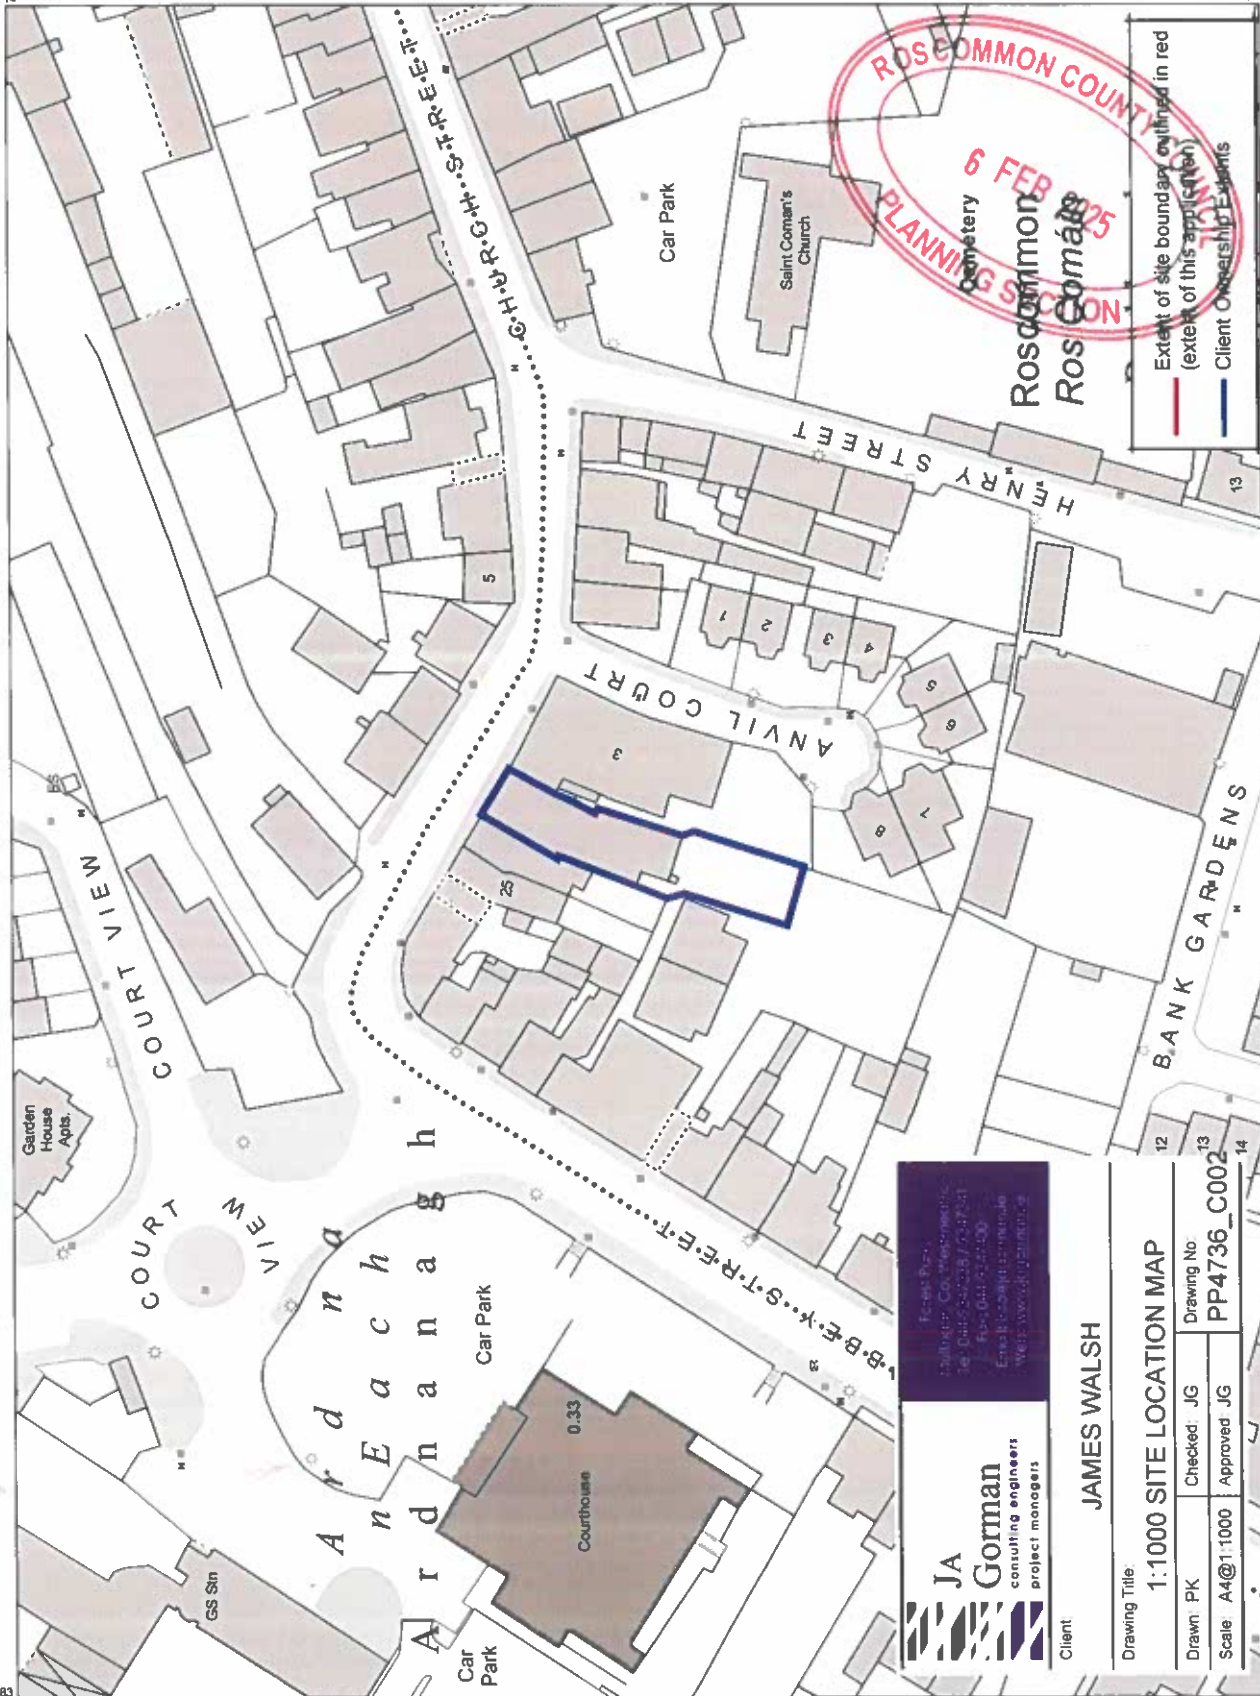 CHURCH STREET
Car Park
Saint Coman's
Church
Cemetery
Roscommon
Ros Comáin
ROSCOMMON COUNTY COUNCIL
6 FEB 2025
PLANNING SECTION
Extent of site boundary outlined in red
(extent of this application)
Client Ownership Extents
HENRY STREET
13
5
1
2
3
4
5
6
7
8
ANVIL COURT
3
25
COURT VIEW
ES
Garden
House
Apts.
COURT
VIEW
BANK GARDENS
12
13
14
An Eanach
Ardnanagh
Car Park
ABBEY STREET
0.33
Courthouse
GS Stn
Car
Park
83
JA
Gorman
consulting engineers
project managers
Client:
JAMES WALSH
Drawing Title:
1:1000 SITE LOCATION MAP
Drawn: PK
Checked: JG
Drawing No:
PP4736_C002
Scale: A4@1:1000
Approved: JG